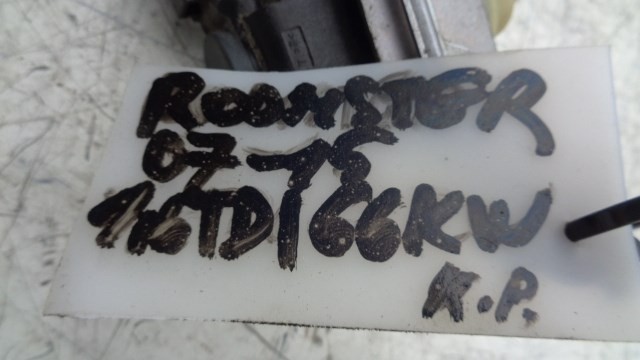 ROOMSTER
07-15
1.6TDI 66KW
K.P.